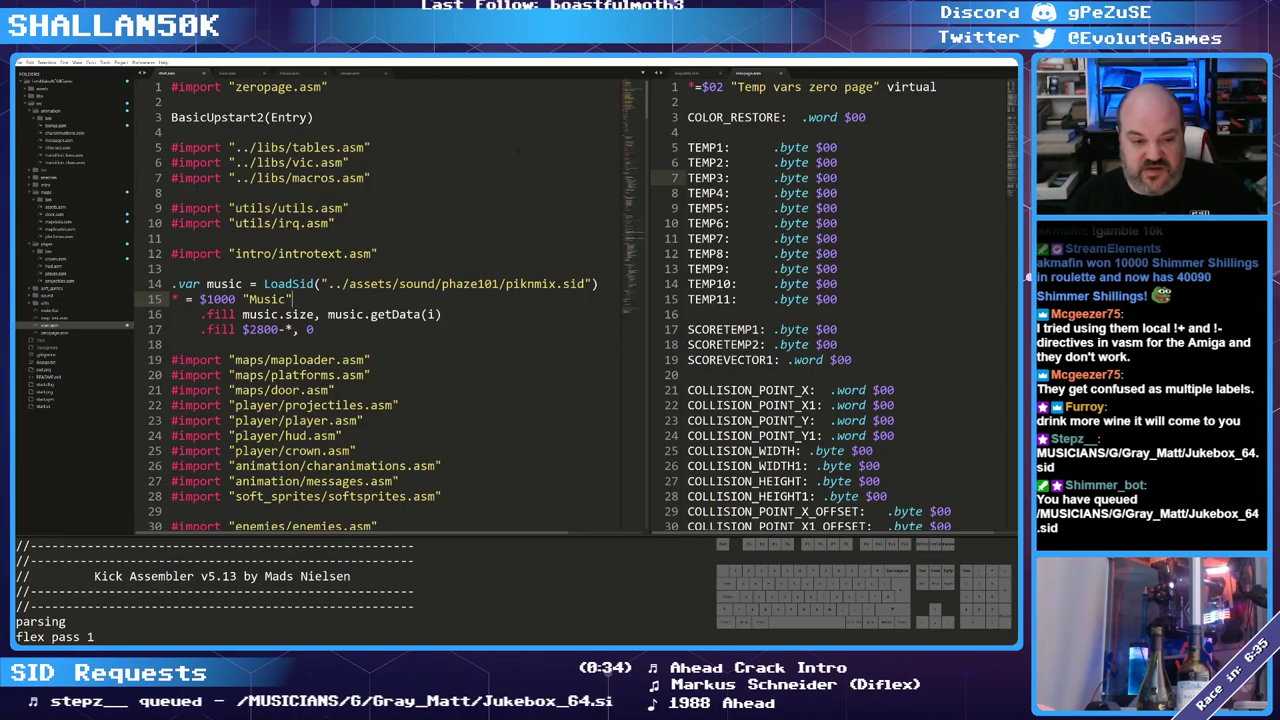 Last Follow: boastfulmoth3
SHALLAN50K
Discord gPeZuSE
Twitter @EvoluteGames
FOLDERS
1 #import "zeropage.asm"
2
3 BasicUpstart2(Entry)
4
5 #import "../libs/tables.asm"
6 #import "../libs/vic.asm"
7 #import "../libs/macros.asm"
8
9 #import "utils/utils.asm"
10 #import "utils/irq.asm"
11
12 #import "intro/introtext.asm"
13
14 .var music = LoadSid("../assets/sound/phaze101/piknmix.sid")
15 * = $1000 "Music"
16 .fill music.size, music.getData(i)
17 .fill $2800-*, 0
18
19 #import "maps/maploader.asm"
20 #import "maps/platforms.asm"
21 #import "maps/door.asm"
22 #import "player/projectiles.asm"
23 #import "player/player.asm"
24 #import "player/hud.asm"
25 #import "player/crown.asm"
26 #import "animation/charanimations.asm"
27 #import "animation/messages.asm"
28 #import "soft_sprites/softsprites.asm"
29
30 #import "enemies/enemies.asm"
1 *=$02 "Temp vars zero page" virtual
2
3 COLOR_RESTORE: .word $00
4
5 TEMP1: .byte $00
6 TEMP2: .byte $00
7 TEMP3: .byte $00
8 TEMP4: .byte $00
9 TEMP5: .byte $00
10 TEMP6: .byte $00
11 TEMP7: .byte $00
12 TEMP8: .byte $00
13 TEMP9: .byte $00
14 TEMP10: .byte $00
15 TEMP11: .byte $00
16
17 SCORETEMP1: .byte $00
18 SCORETEMP2: .byte $00
19 SCOREVECTOR1: .word $00
20
21 COLLISION_POINT_X: .word $00
22 COLLISION_POINT_X1: .word $00
23 COLLISION_POINT_Y: .word $00
24 COLLISION_POINT_Y1: .word $00
25 COLLISION_WIDTH: .byte $00
26 COLLISION_WIDTH1: .byte $00
27 COLLISION_HEIGHT: .byte $00
28 COLLISION_HEIGHT1: .byte $00
29 COLLISION_POINT_X_OFFSET: .byte $00
30 COLLISION_POINT_X1_OFFSET: .byte $00
//------------------------------------------------------
//------------------------------------------------------
// Kick Assembler v5.13 by Mads Nielsen
//------------------------------------------------------
//------------------------------------------------------
parsing
flex pass 1
Akmafin: !gamble 10k
StreamElements
akmafin won 10000 Shimmer Shillings
in roulette and now has 40090
Shimmer Shillings!
Mcgeezer75:
I tried using them local !+ and !-
directives in vasm for the Amiga and
they don't work.
Mcgeezer75:
They get confused as multiple labels.
Furroy:
drink more wine it will come to you
Stepz__:
MUSICIANS/G/Gray_Matt/Jukebox_64.
sid
Shimmer_bot:
You have queued
/MUSICIANS/G/Gray_Matt/Jukebox_64
.sid
Race in: 6:35
SID Requests
stepz__ queued - /MUSICIANS/G/Gray_Matt/Jukebox_64.si
(0:34) Ahead Crack Intro
Markus Schneider (Diflex)
1988 Ahead